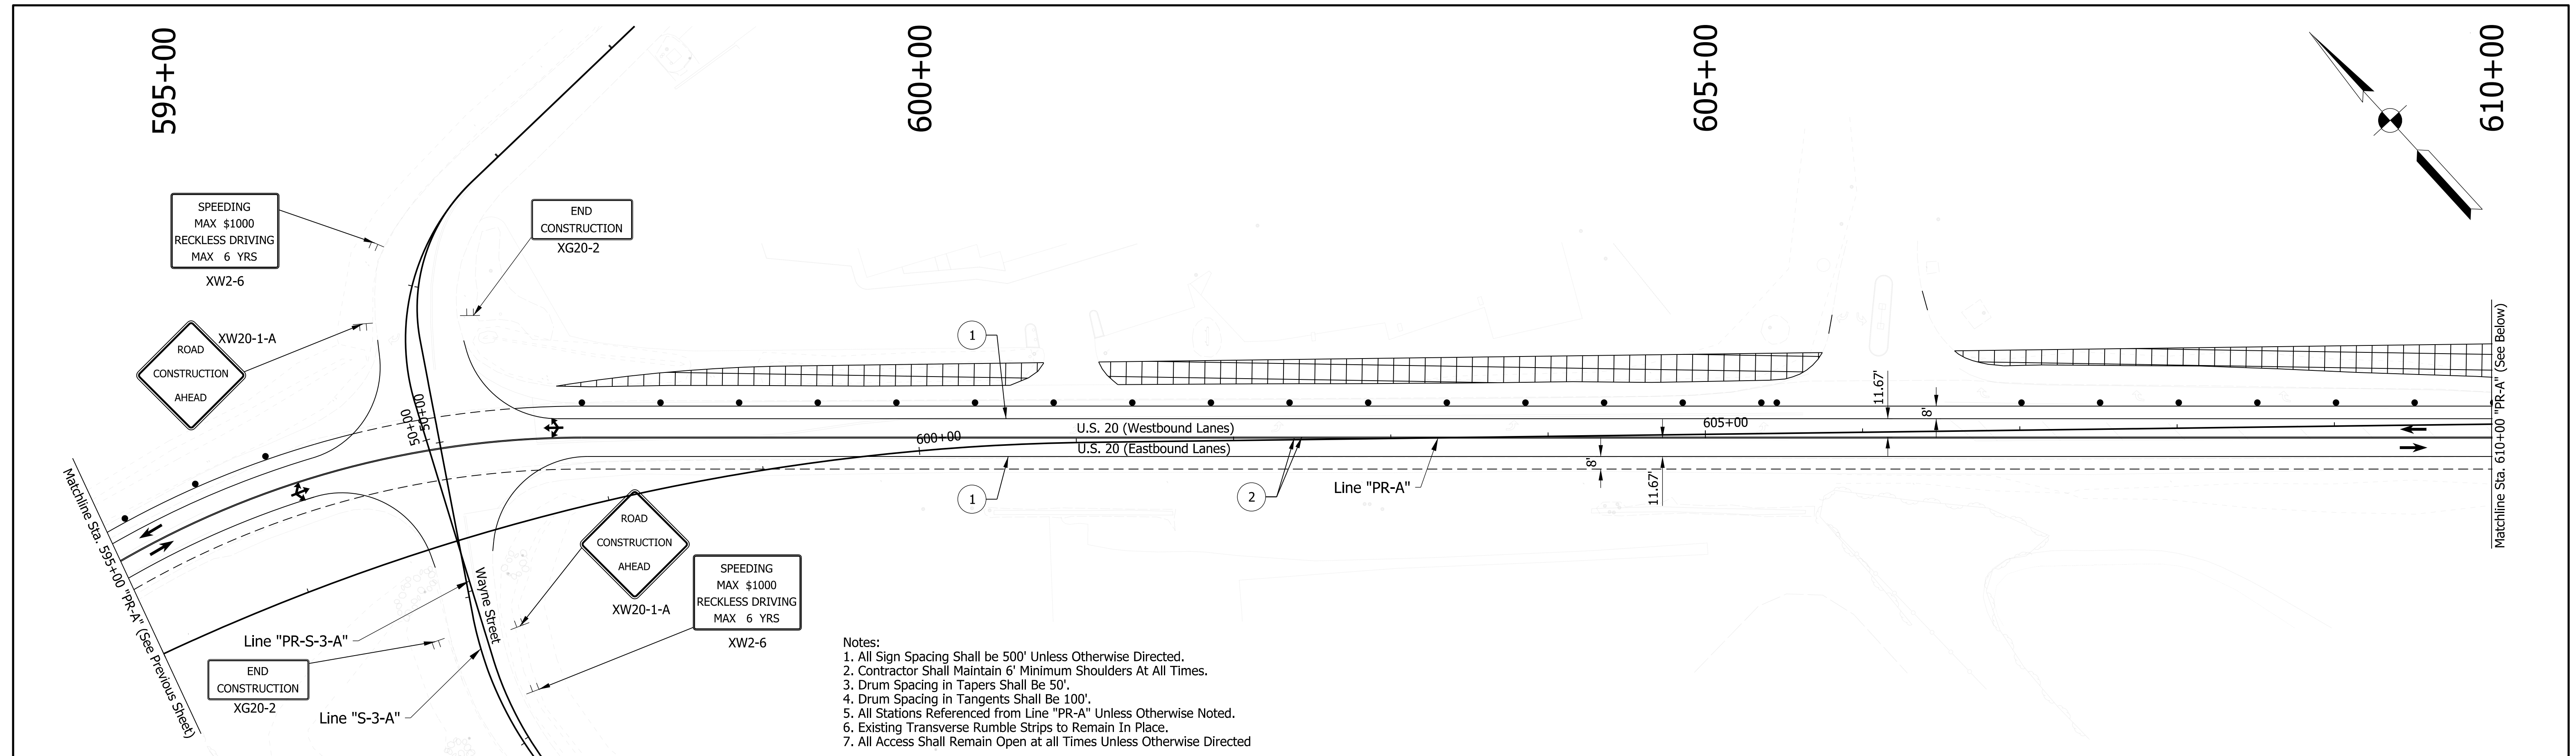 595+00
600+00
605+00
610+00
SPEEDING
MAX $1000
RECKLESS DRIVING
MAX 6 YRS
XW2-6
END
CONSTRUCTION
XG20-2
ROAD
CONSTRUCTION
AHEAD
XW20-1-A
1
50+00
50+00
600+00
U.S. 20 (Westbound Lanes)
U.S. 20 (Eastbound Lanes)
605+00
11.67'
8'
8'
11.67'
1
2
Line "PR-A"
Matchline Sta. 610+00 "PR-A" (See Below)
Matchline Sta. 595+00 "PR-A" (See Previous Sheet)
Wayne Street
ROAD
CONSTRUCTION
AHEAD
XW20-1-A
SPEEDING
MAX $1000
RECKLESS DRIVING
MAX 6 YRS
XW2-6
Line "PR-S-3-A"
END
CONSTRUCTION
XG20-2
Line "S-3-A"
Notes:
1. All Sign Spacing Shall be 500' Unless Otherwise Directed.
2. Contractor Shall Maintain 6' Minimum Shoulders At All Times.
3. Drum Spacing in Tapers Shall Be 50'.
4. Drum Spacing in Tangents Shall Be 100'.
5. All Stations Referenced from Line "PR-A" Unless Otherwise Noted.
6. Existing Transverse Rumble Strips to Remain In Place.
7. All Access Shall Remain Open at all Times Unless Otherwise Directed